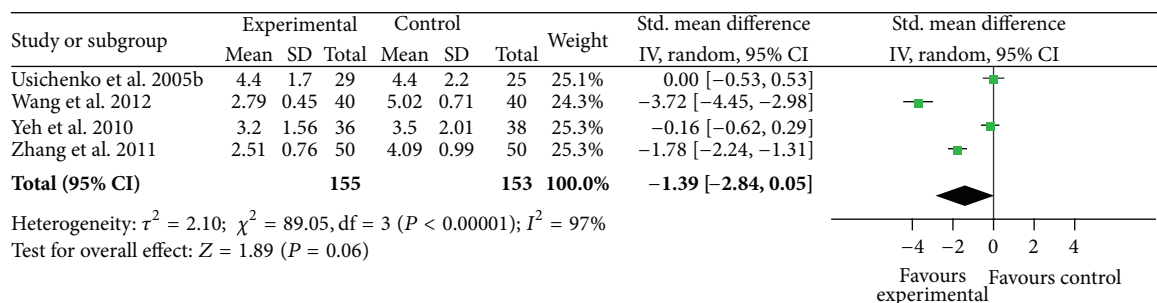 Study or subgroup Experimental Control Weight Std. mean difference Std. mean difference
Mean SD Total Mean SD Total IV, random, 95% CI IV, random, 95% CI
Usichenko et al. 2005b 4.4 1.7 29 4.4 2.2 25 25.1% 0.00 [−0.53, 0.53]
Wang et al. 2012 2.79 0.45 40 5.02 0.71 40 24.3% −3.72 [−4.45, −2.98]
Yeh et al. 2010 3.2 1.56 36 3.5 2.01 38 25.3% −0.16 [−0.62, 0.29]
Zhang et al. 2011 2.51 0.76 50 4.09 0.99 50 25.3% −1.78 [−2.24, −1.31]
Total (95% CI) 155 153 100.0% −1.39 [−2.84, 0.05]
Heterogeneity: τ² = 2.10; χ² = 89.05, df = 3 (P < 0.00001); I² = 97%
Test for overall effect: Z = 1.89 (P = 0.06)
−4 −2 0 2 4
Favours experimental Favours control